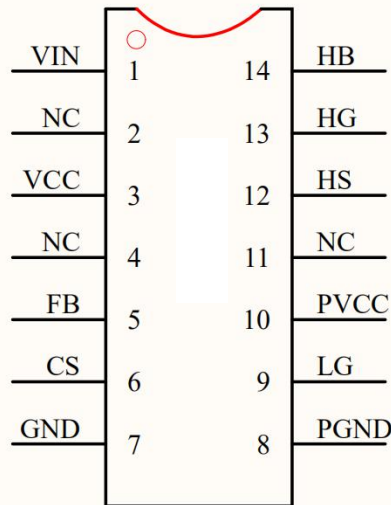 VIN 1 14 HB
NC 2 13 HG
VCC 3 12 HS
NC 4 11 NC
FB 5 10 PVCC
CS 6 9 LG
GND 7 8 PGND